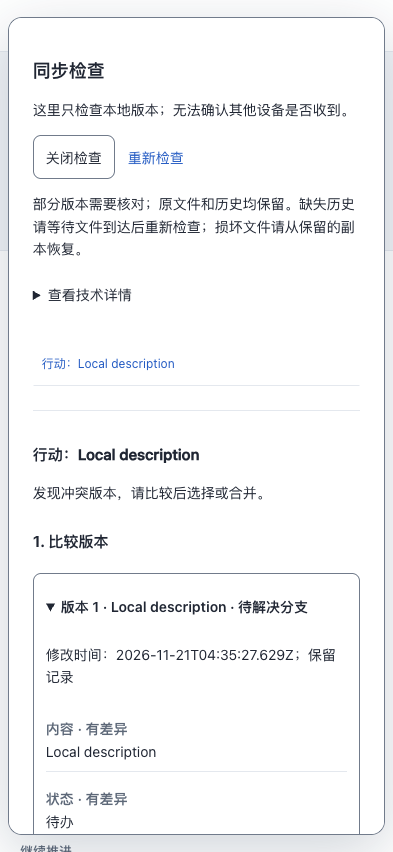 同步检查
这里只检查本地版本；无法确认其他设备是否收到。
关闭检查 重新检查
部分版本需要核对；原文件和历史均保留。缺失历史
请等待文件到达后重新检查；损坏文件请从保留的副
本恢复。
查看技术详情
行动：Local description
行动：Local description
发现冲突版本，请比较后选择或合并。
1. 比较版本
版本 1 · Local description · 待解决分支
修改时间：2026-11-21T04:35:27.629Z；保留
记录
内容 · 有差异
Local description
状态 · 有差异
待办
继续推进